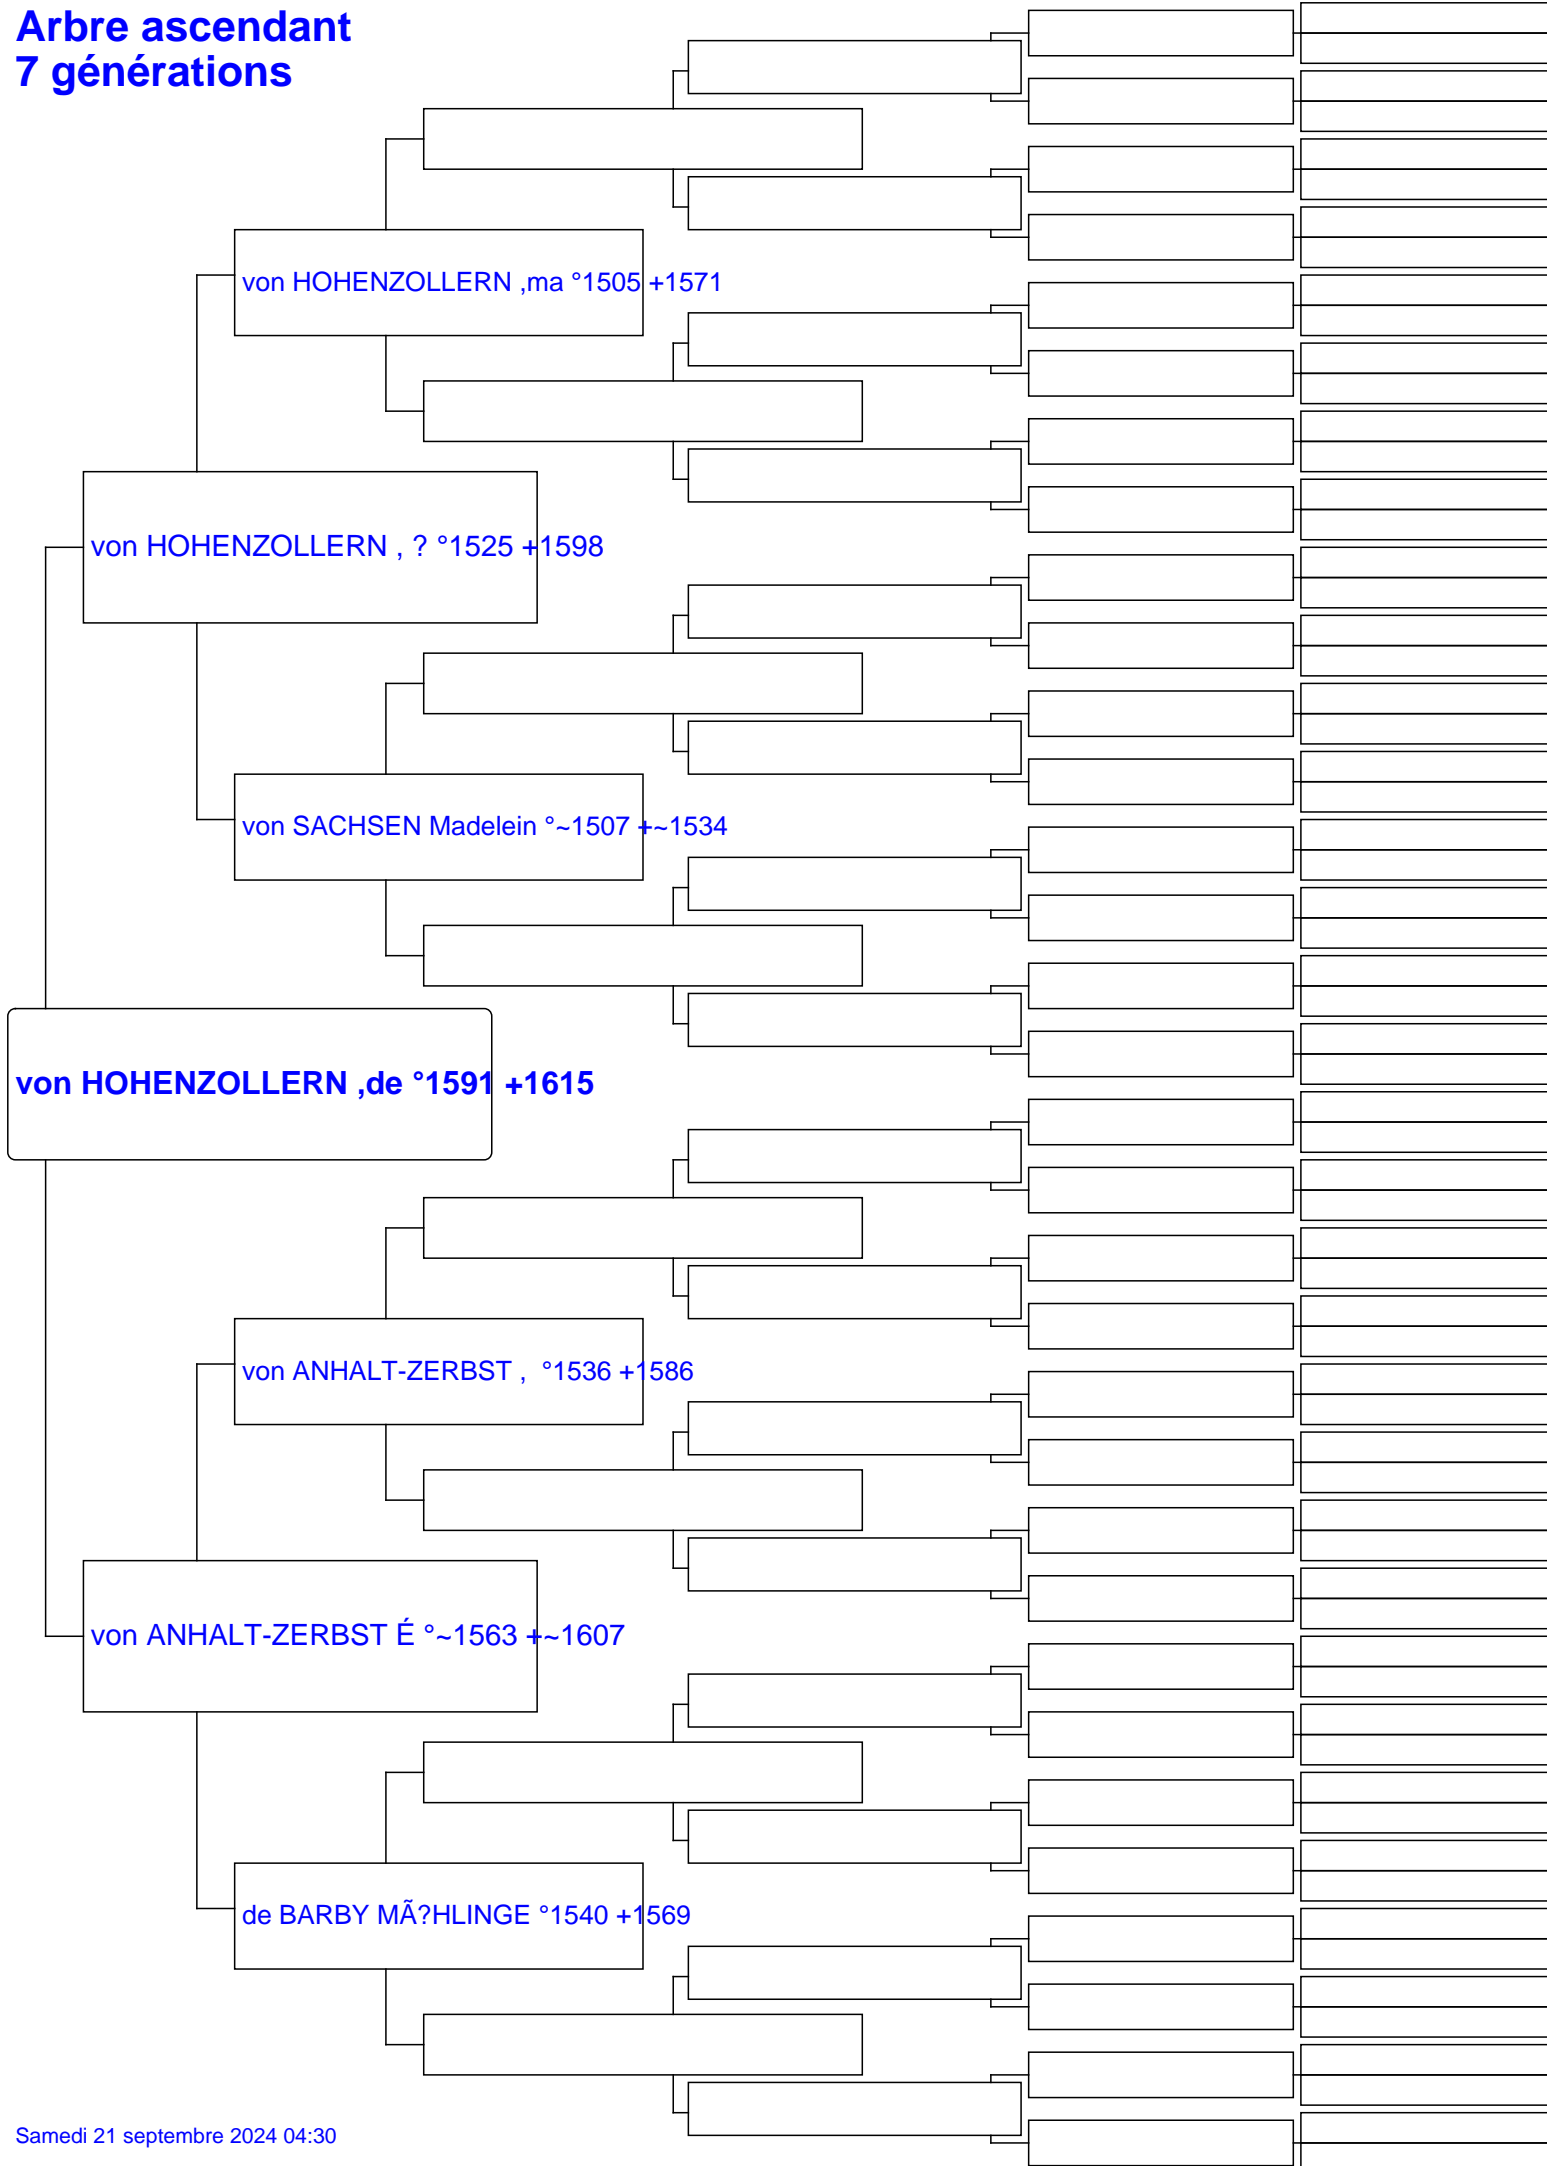 Arbre ascendant
7 générations
von HOHENZOLLERN ,ma °1505 +1571
von HOHENZOLLERN , ? °1525 +1598
von SACHSEN Madelein °~1507 +~1534
von HOHENZOLLERN ,de °1591 +1615
von ANHALT-ZERBST ,  °1536 +1586
von ANHALT-ZERBST É °~1563 +~1607
de BARBY MÃ?HLINGE °1540 +1569
Samedi 21 septembre 2024 04:30